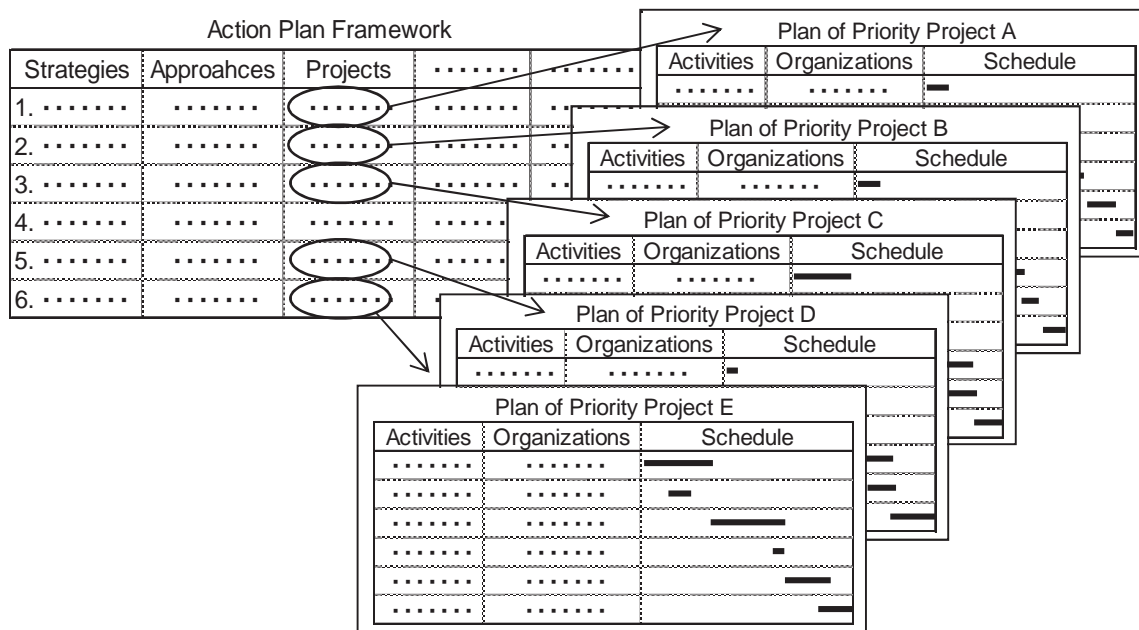 Action Plan Framework
Strategies Approahces Projects ······· ·······
1. ······· ······· ······· 
2. ······· ······· ······· 
3. ······· ······· ······· 
4. ······· ······· ······· 
5. ······· ······· ······· 
6. ······· ······· ······· 
Plan of Priority Project A
Activities Organizations Schedule
Plan of Priority Project B
Activities Organizations Schedule
Plan of Priority Project C
Activities Organizations Schedule
Plan of Priority Project D
Activities Organizations Schedule
Plan of Priority Project E
Activities Organizations Schedule